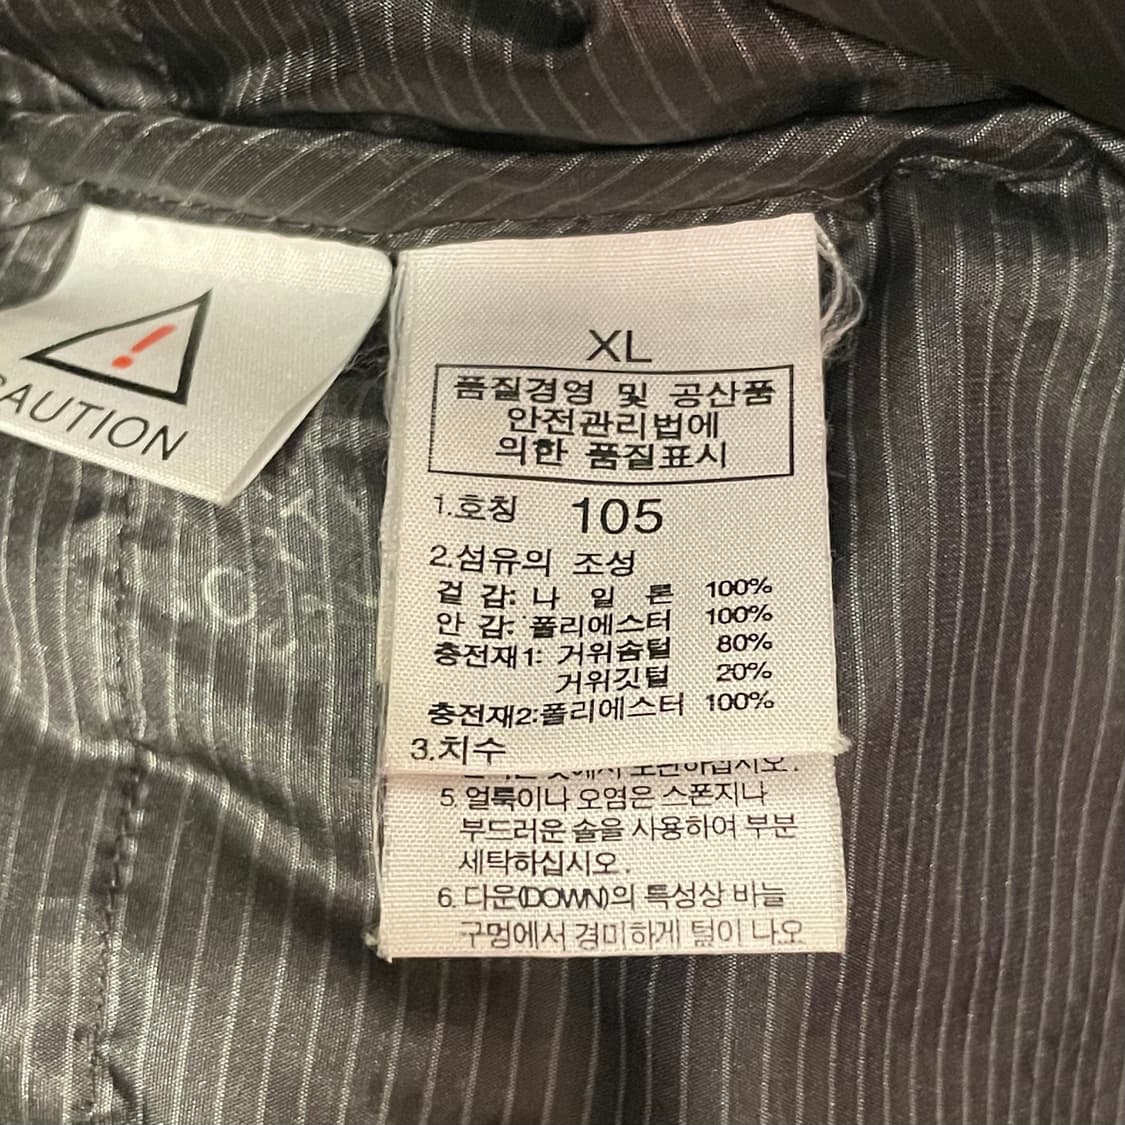 CAUTION
XL
품질경영 및 공산품
안전관리법에
의한 품질표시
1.호칭 105
2.섬유의 조성
겉 감: 나 일 론 100%
안 감: 폴리에스터 100%
충전재1: 거위솜털 80%
거위깃털 20%
충전재2:폴리에스터 100%
3.치수
5. 얼룩이나 오염은 스폰지나
부드러운 솔을 사용하여 부분
세탁하십시오.
6. 다운(DOWN)의 특성상 바늘
구멍에서 경미하게 털이 나오